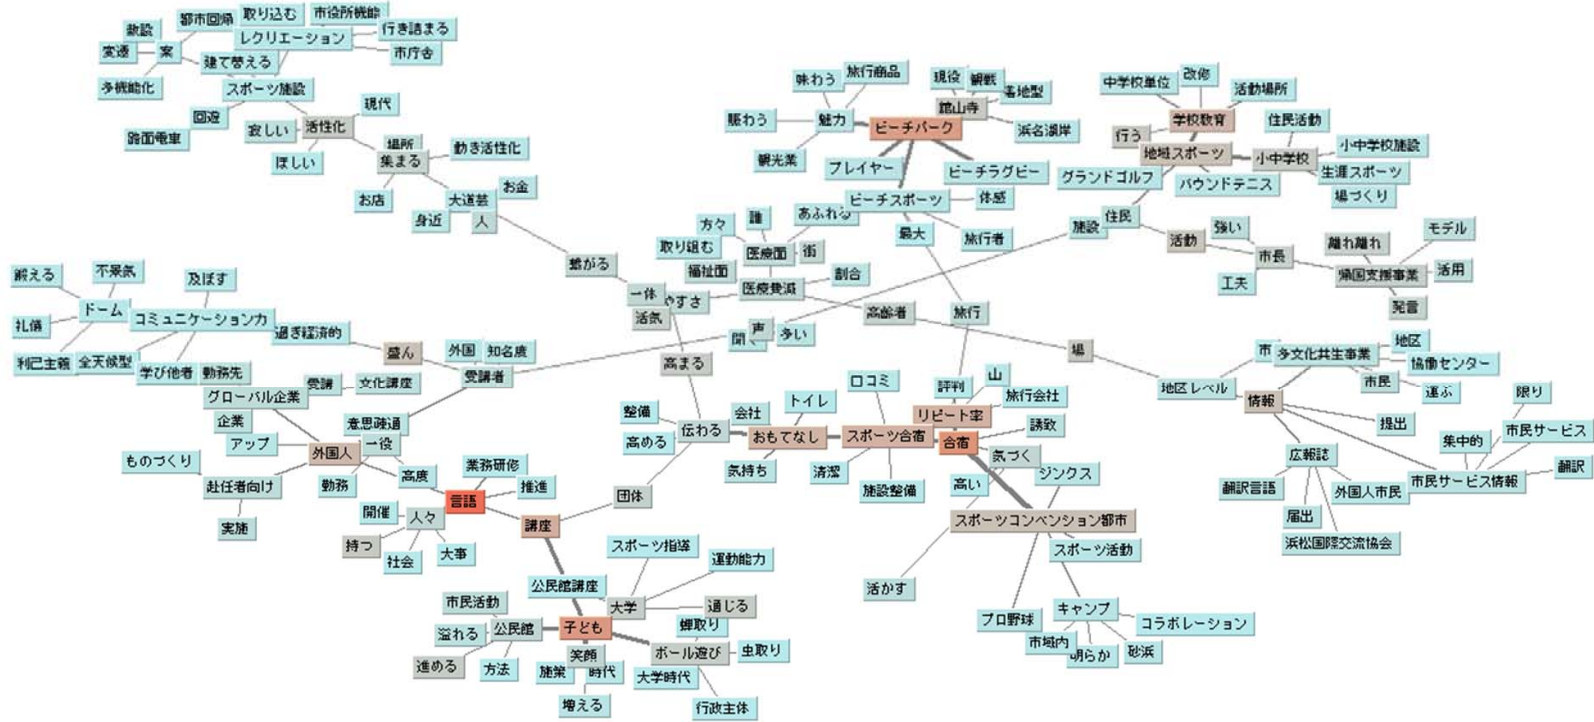 都市回帰
取り込む
市役所機能
散設
レクリエーション
行き詰まる
変遷
案
市庁舎
建て替える
多機能化
スポーツ施設
現代
回遊
寂しい
活性化
路面電車
ほしい
場所
動き活性化
集まる
お店
お金
大道芸
身近
人
繋がる
味わう
旅行商品
現役
観戦
着地型
舘山寺
賑わう
魅力
ビーチパーク
浜名湖岸
観光業
プレイヤー
ビーチラグビー
ビーチスポーツ
体感
最大
旅行者
中学校単位
改修
活動場所
学校教育
住民活動
行う
地域スポーツ
小中学校
小中学校施設
生涯スポーツ
グランドゴルフ
バウンドテニス
場づくり
施設
住民
活動
強い
市長
離れ離れ
モデル
帰国支援事業
活用
工夫
発言
方々
誰
あふれる
取り組む
医療面
街
福祉面
割合
医療費減
一体
やすさ
活気
高齢者
旅行
声
多い
場
高まる
鍛える
不景気
及ぼす
ドーム
コミュニケーション力
過ぎ経済的
礼儀
利己主義
全天候型
学び他者
勤務先
盛ん
外国
知名度
受講者
受講
文化講座
グローバル企業
企業
意思疎通
アップ
一役
外国人
ものづくり
赴任者向け
勤務
高度
業務研修
実施
言語
推進
開催
人々
講座
持つ
社会
大事
整備
会社
トイレ
高める
伝わる
おもてなし
気持ち
団体
口コミ
スポーツ合宿
清潔
施設整備
評判
山
旅行会社
リピート率
合宿
誘致
気づく
高い
ジンクス
スポーツコンベンション都市
スポーツ活動
活かす
プロ野球
キャンプ
コラボレーション
市域内
明らか
砂浜
地区レベル
市
多文化共生事業
地区
協働センター
市民
運ぶ
情報
提出
限り
集中的
市民サービス
翻訳
広報誌
市民サービス情報
翻訳言語
外国人市民
届出
浜松国際交流協会
スポーツ指導
運動能力
公民館講座
大学
通じる
市民活動
溢れる
公民館
子ども
蝉取り
進める
方法
笑顔
ボール遊び
虫取り
施策
時代
大学時代
増える
行政主体